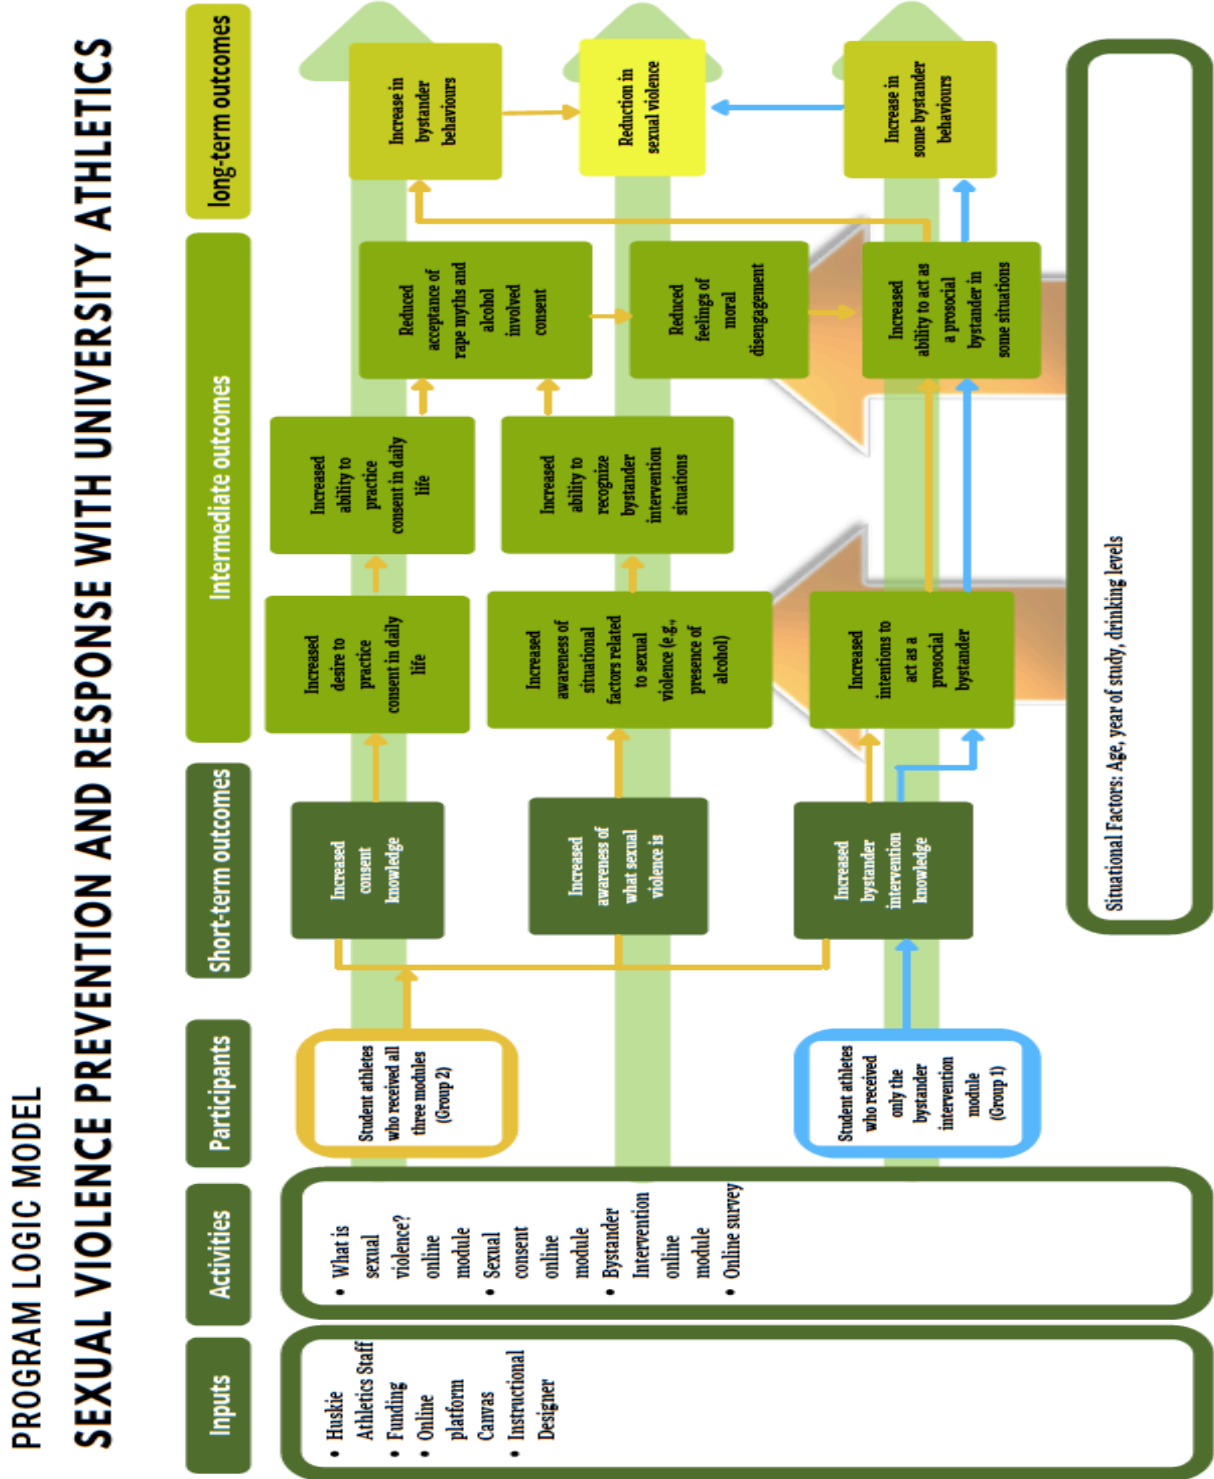 PROGRAM LOGIC MODEL
SEXUAL VIOLENCE PREVENTION AND RESPONSE WITH UNIVERSITY ATHLETICS
Inputs
Activities
Participants
Short-term outcomes
Intermediate outcomes
long-term outcomes
• Huskie
Athletics Staff
• Funding
• Online
platform
Canvas
• Instructional
Designer
• What is
sexual
violence?
online
module
• Sexual
consent
online
module
• Bystander
Intervention
online
module
• Online survey
Student athletes
who received all
three modules
(Group 2)
Student athletes
who received
only the
bystander
intervention
module
(Group 1)
Increased
consent
knowledge
Increased
awareness of
what sexual
violence is
Increased
bystander
intervention
knowledge
Increased
desire to
practice
consent in daily
life
Increased
awareness of
situational
factors related
to sexual
violence (e.g.,
presence of
alcohol)
Increased
intentions to
act as a
prosocial
bystander
Increased
ability to
practice
consent in daily
life
Increased
ability to
recognize
bystander
intervention
situations
Reduced
acceptance of
rape myths and
alcohol
involved
consent
Reduced
feelings of
moral
disengagement
Increased
ability to act as
a prosocial
bystander in
some situations
Increase in
bystander
behaviours
Reduction in
sexual violence
Increase in
some bystander
behaviours
Situational Factors: Age, year of study, drinking levels